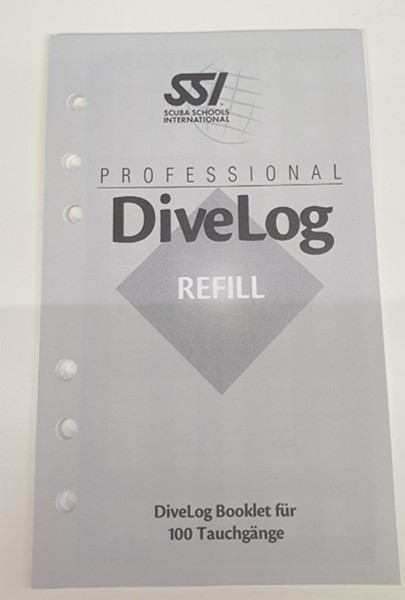 SSI
SCUBA SCHOOLS
INTERNATIONAL
PROFESSIONAL
DiveLog
REFILL
DiveLog Booklet für
100 Tauchgänge